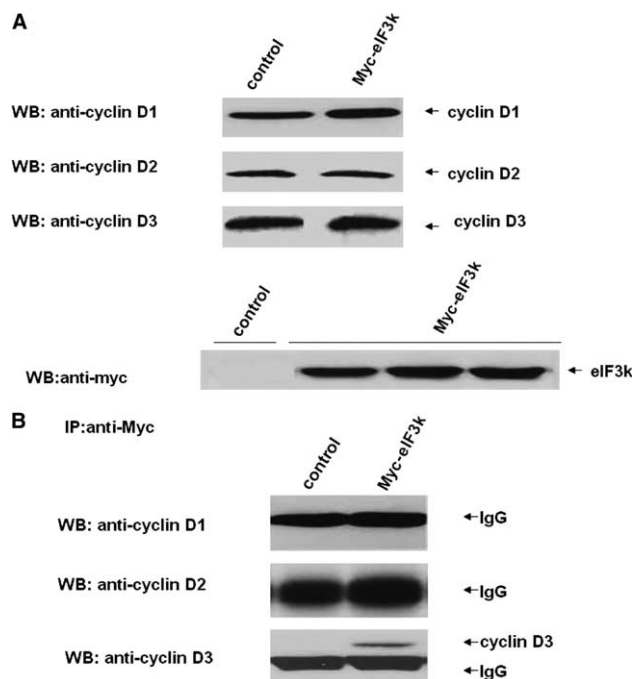 A
control
Myc-eIF3k
WB: anti-cyclin D1
cyclin D1
WB: anti-cyclin D2
cyclin D2
WB: anti-cyclin D3
cyclin D3
control
Myc-eIF3k
WB:anti-myc
eIF3k
B
IP:anti-Myc
control
Myc-eIF3k
WB: anti-cyclin D1
IgG
WB: anti-cyclin D2
IgG
WB: anti-cyclin D3
cyclin D3
IgG